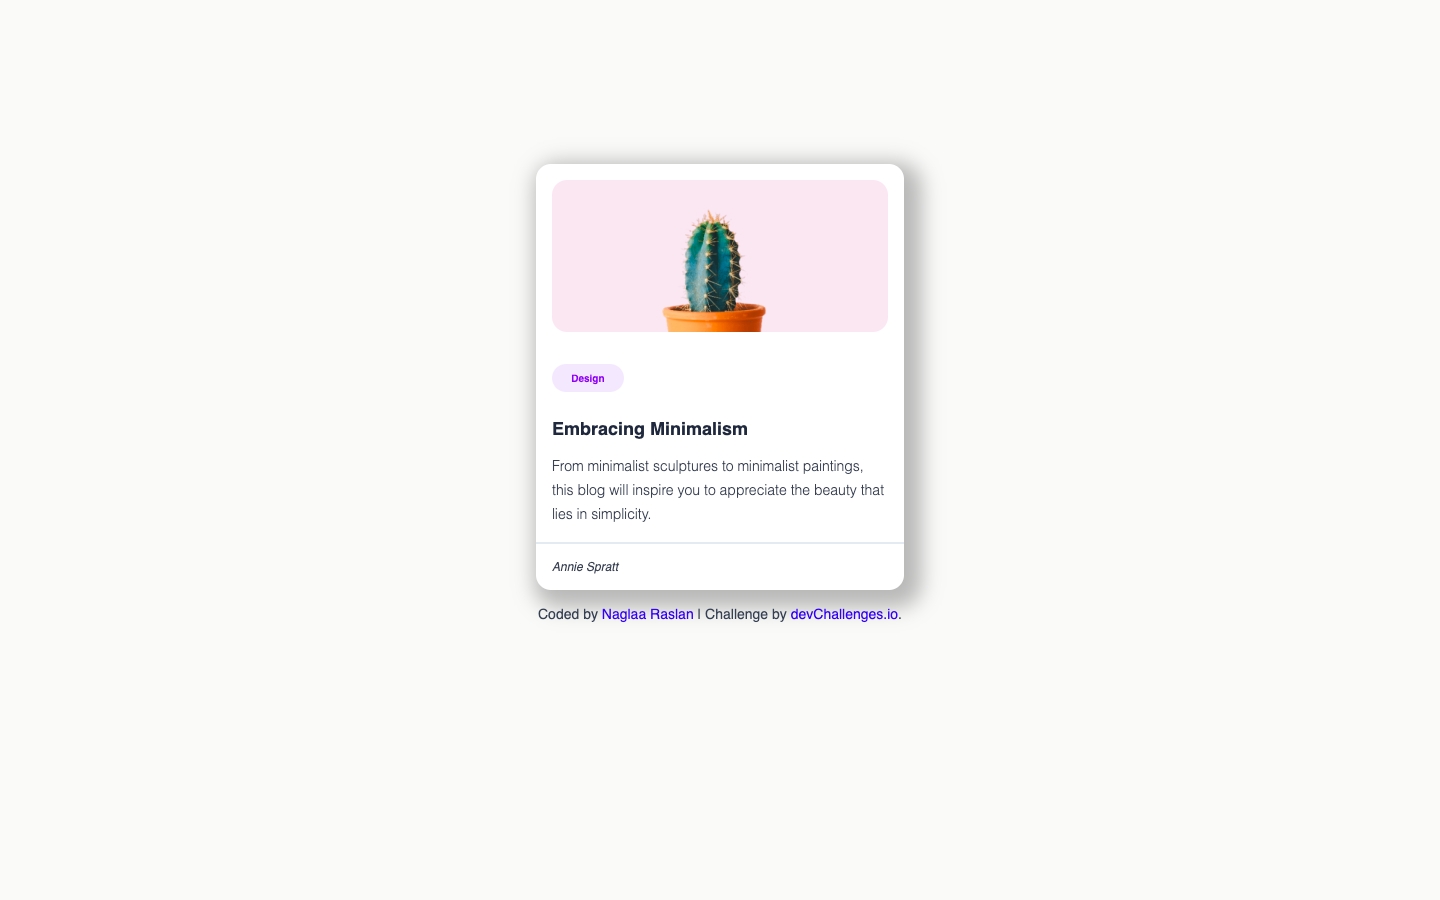 Design
Embracing Minimalism
From minimalist sculptures to minimalist paintings,
this blog will inspire you to appreciate the beauty that
lies in simplicity.
Annie Spratt
Coded by Naglaa Raslan | Challenge by devChallenges.io.